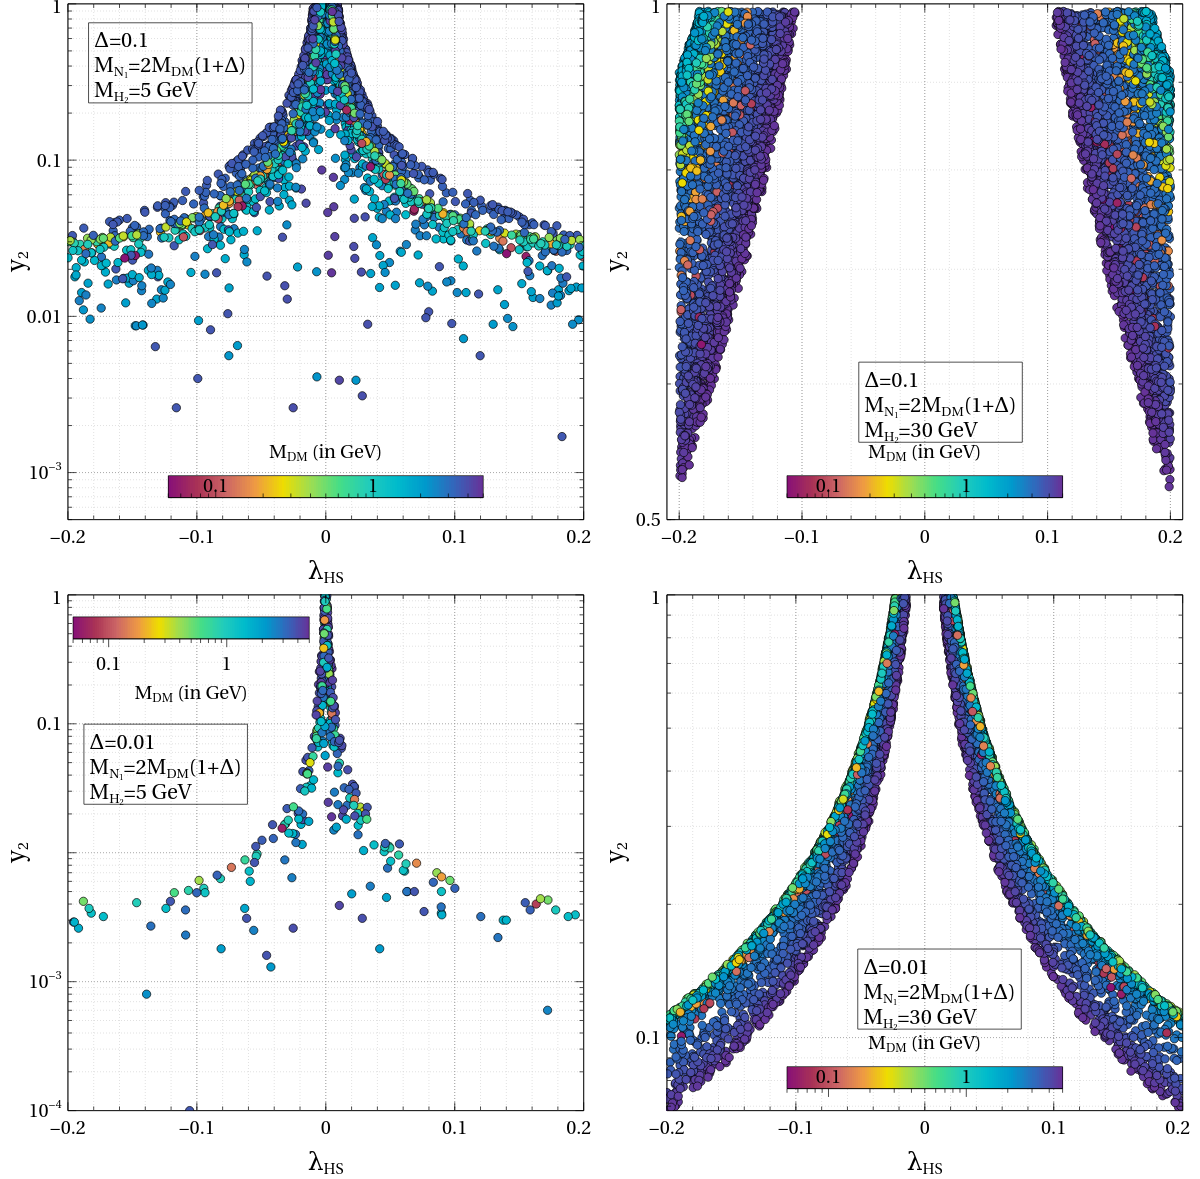 1
0.1
0.01
10⁻³
y₂
Δ=0.1
M_N₁=2M_DM(1+Δ)
M_H₂=5 GeV
M_DM (in GeV)
0.1 1
−0.2 −0.1 0 0.1 0.2
λ_HS
1
0.5
y₂
Δ=0.1
M_N₁=2M_DM(1+Δ)
M_H₂=30 GeV
M_DM (in GeV)
0.1 1
−0.2 −0.1 0 0.1 0.2
λ_HS
1
0.1
10⁻³
10⁻⁴
y₂
0.1 1
M_DM (in GeV)
Δ=0.01
M_N₁=2M_DM(1+Δ)
M_H₂=5 GeV
−0.2 −0.1 0 0.1 0.2
λ_HS
1
0.1
y₂
Δ=0.01
M_N₁=2M_DM(1+Δ)
M_H₂=30 GeV
M_DM (in GeV)
0.1 1
−0.2 −0.1 0 0.1 0.2
λ_HS